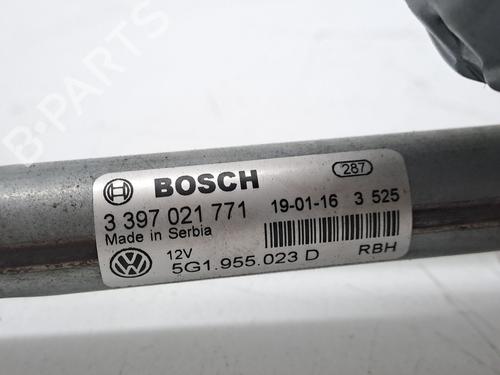 B-PARTS
BOSCH
287
3 397 021 771
19-01-16 3 525
Made in Serbia
12V
5G1.955.023 D
RBH